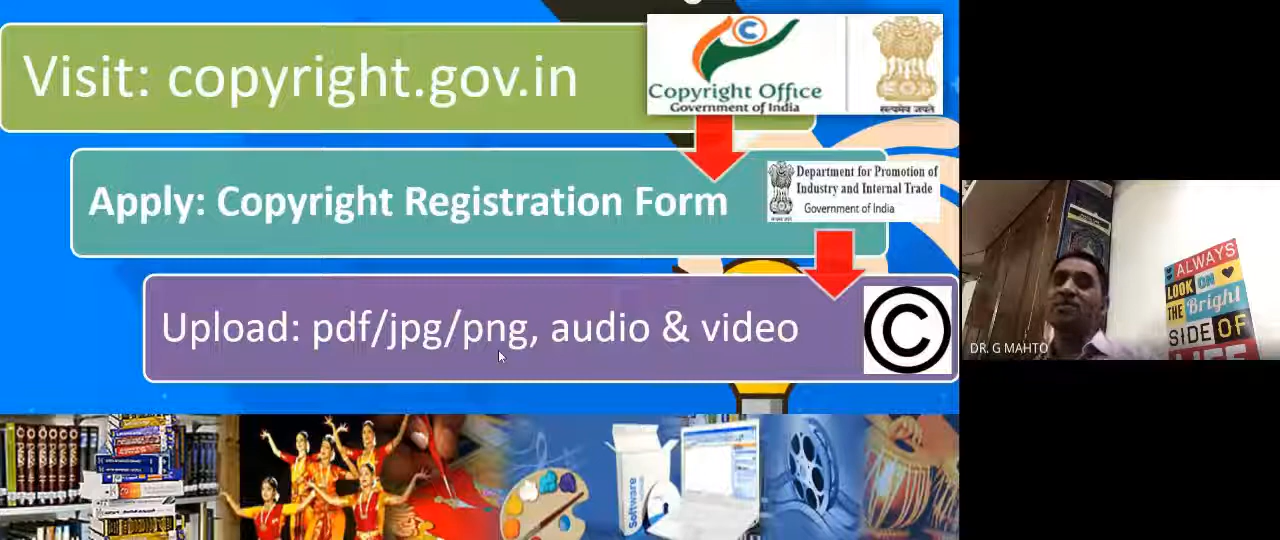 Visit: copyright.gov.in
Copyright Office
Government of India
सत्यमेव जयते
Apply: Copyright Registration Form
Department for Promotion of
Industry and Internal Trade
Government of India
Upload: pdf/jpg/png, audio & video
C
Software
DR. G MAHTO
ALWAYS
LOOK ON
THE Bright
SIDE OF
LIFE